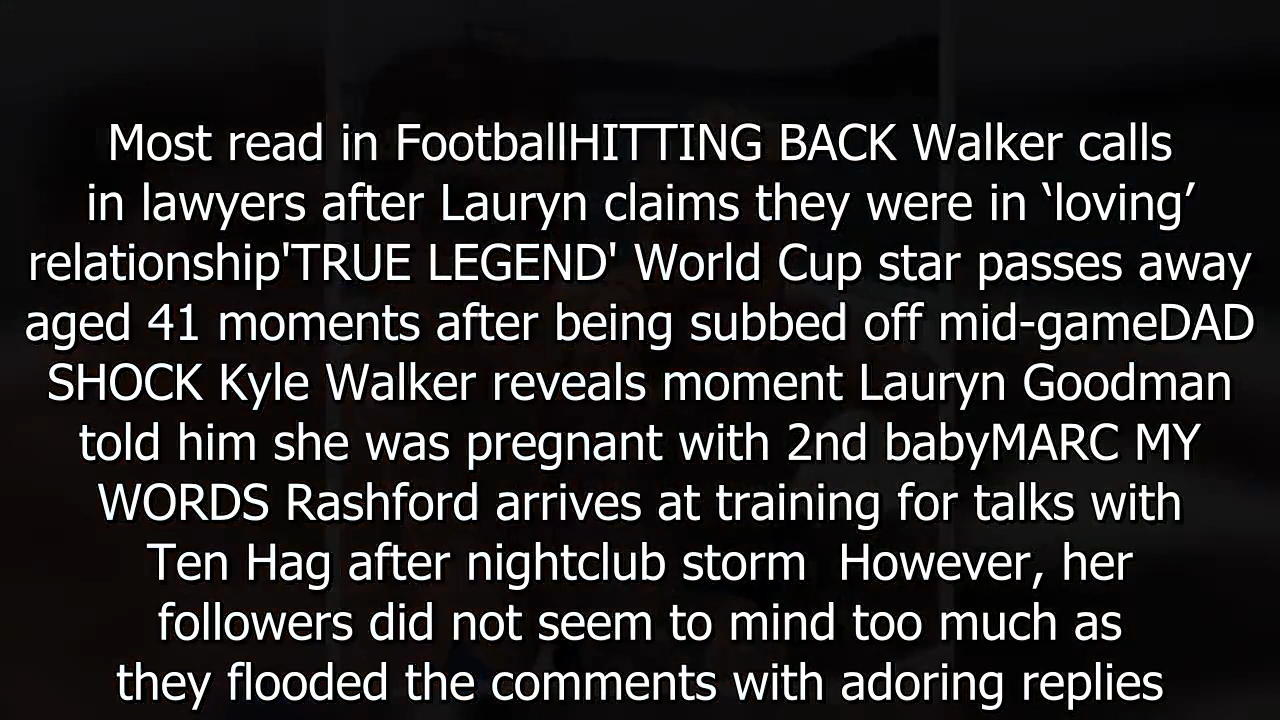 Most read in FootballHITTING BACK Walker calls
in lawyers after Lauryn claims they were in ‘loving’
relationship'TRUE LEGEND' World Cup star passes away
aged 41 moments after being subbed off mid-gameDAD
SHOCK Kyle Walker reveals moment Lauryn Goodman
told him she was pregnant with 2nd babyMARC MY
WORDS Rashford arrives at training for talks with
Ten Hag after nightclub storm  However, her
followers did not seem to mind too much as
they flooded the comments with adoring replies